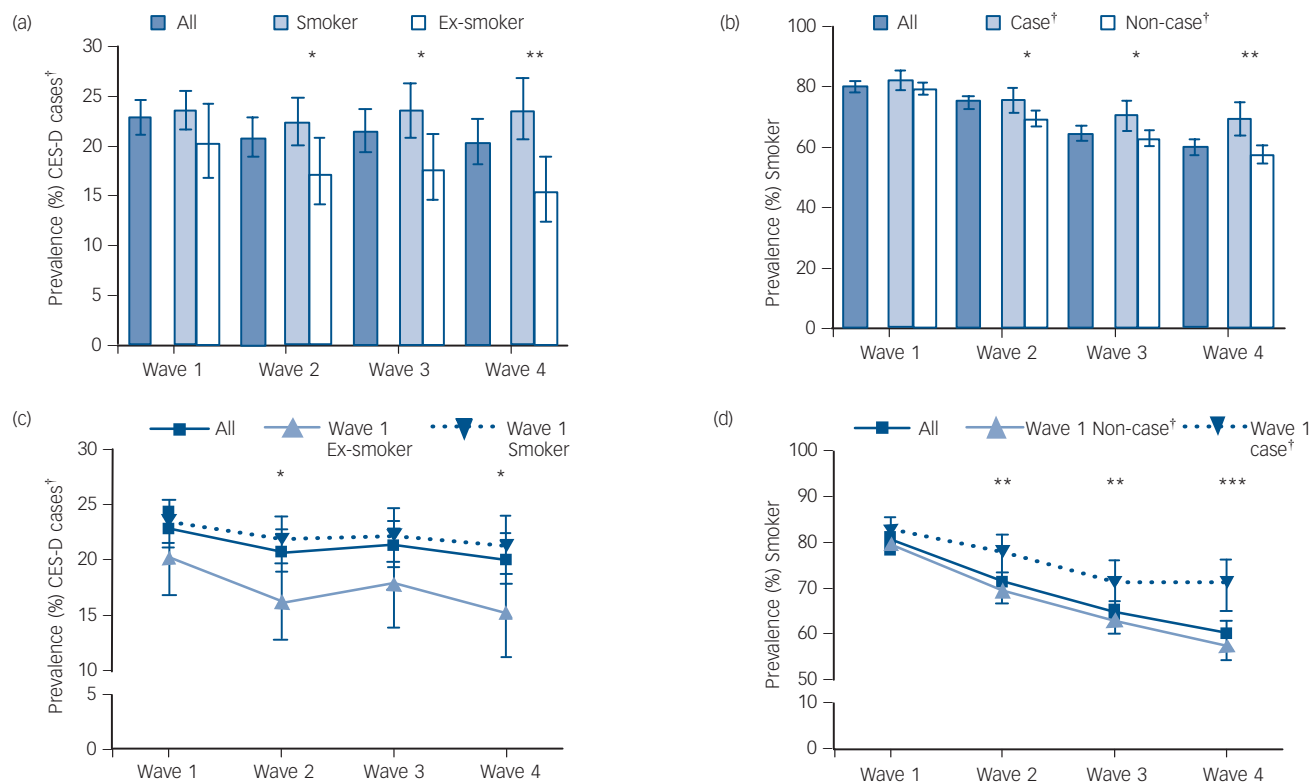 (a)
All
Smoker
Ex-smoker
Prevalence (%) CES-D cases†
30
25
20
15
10
5
0
*
*
**
Wave 1
Wave 2
Wave 3
Wave 4
(b)
All
Case†
Non-case†
Prevalence (%) Smoker
100
80
60
40
20
0
*
*
**
Wave 1
Wave 2
Wave 3
Wave 4
(c)
All
Wave 1
Ex-smoker
Wave 1
Smoker
Prevalence (%) CES-D cases†
30
25
20
15
10
5
0
*
*
Wave 1
Wave 2
Wave 3
Wave 4
(d)
All
Wave 1 Non-case†
Wave 1
case†
Prevalence (%) Smoker
100
90
80
70
60
50
10
0
**
**
***
Wave 1
Wave 2
Wave 3
Wave 4